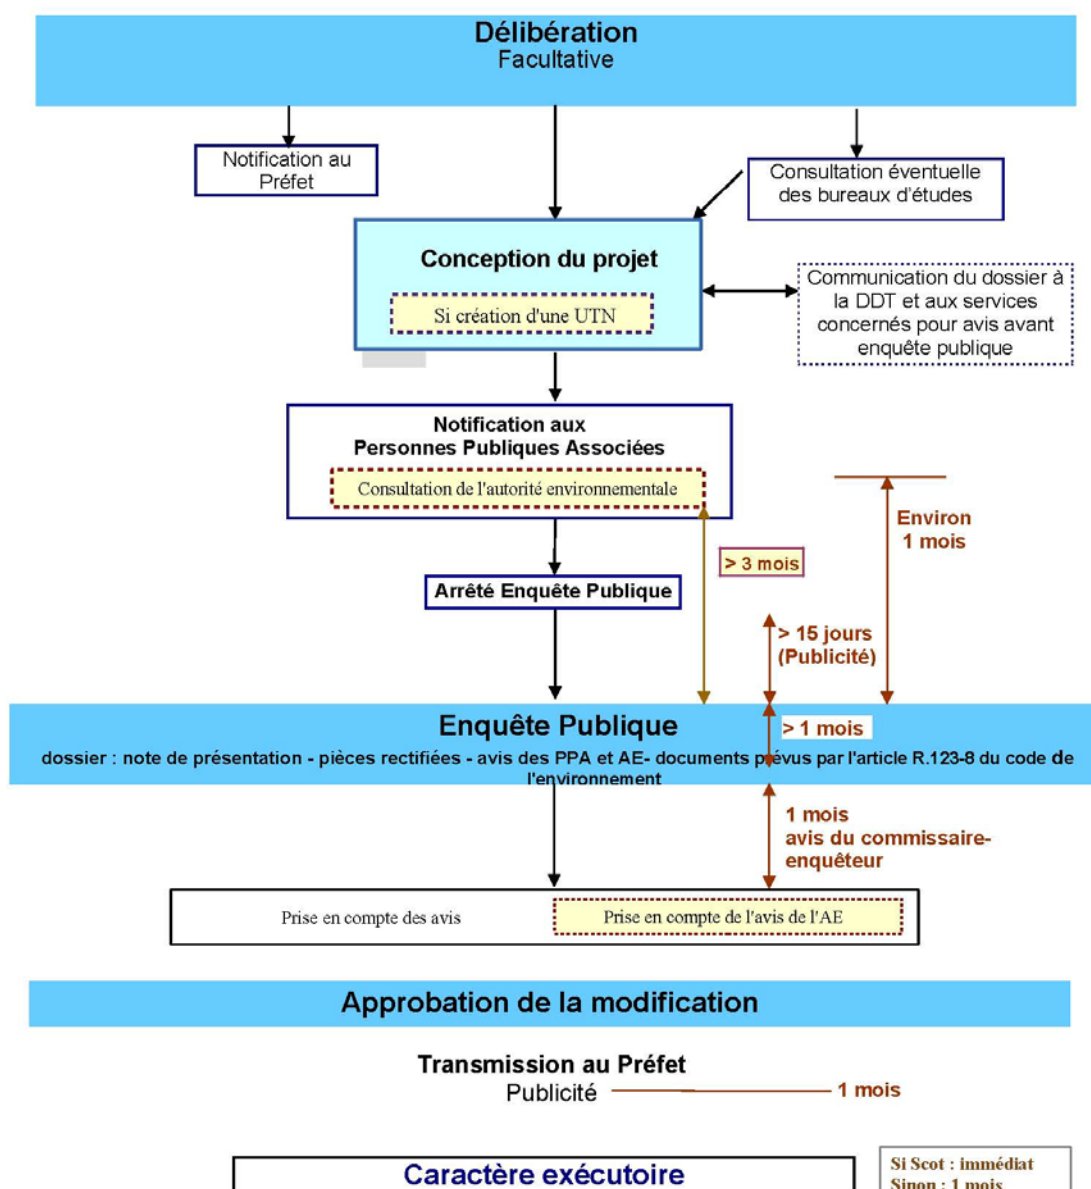 Délibération
Facultative
Notification au
Préfet
Consultation éventuelle
des bureaux d'études
Conception du projet
Si création d'une UTN
Communication du dossier à
la DDT et aux services
concernés pour avis avant
enquête publique
Notification aux
Personnes Publiques Associées
Consultation de l'autorité environnementale
Environ
1 mois
> 3 mois
Arrêté Enquête Publique
> 15 jours
(Publicité)
Enquête Publique
> 1 mois
dossier : note de présentation - pièces rectifiées - avis des PPA et AE- documents prévus par l'article R.123-8 du code de
l'environnement
1 mois
avis du commissaire-
enquêteur
Prise en compte des avis
Prise en compte de l'avis de l'AE
Approbation de la modification
Transmission au Préfet
Publicité
1 mois
Caractère exécutoire
Si Scot : immédiat
Sinon : 1 mois